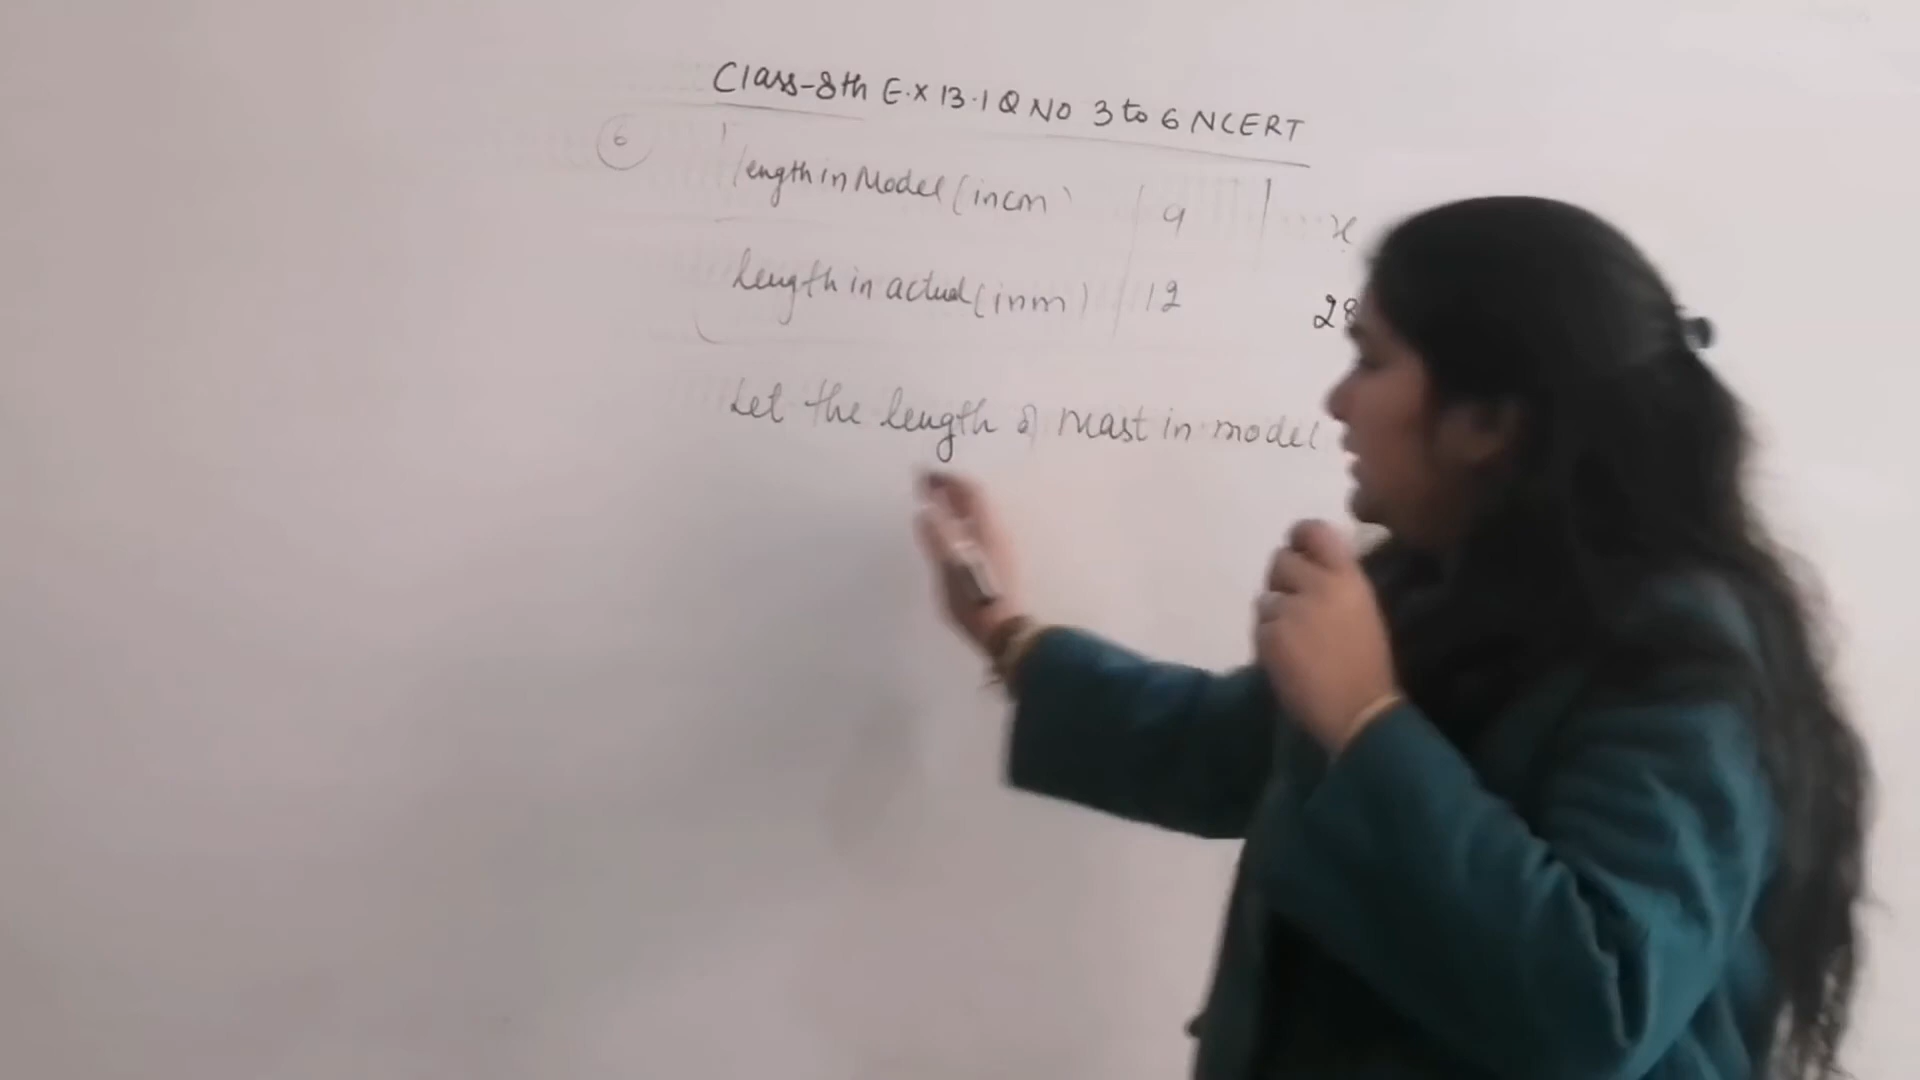 Class-8th E.x 13.1 Q NO 3 to 6 NCERT
6
length in Model (in cm) 9 x
length in actual (in m) 12 28
Let the length of Mast in model